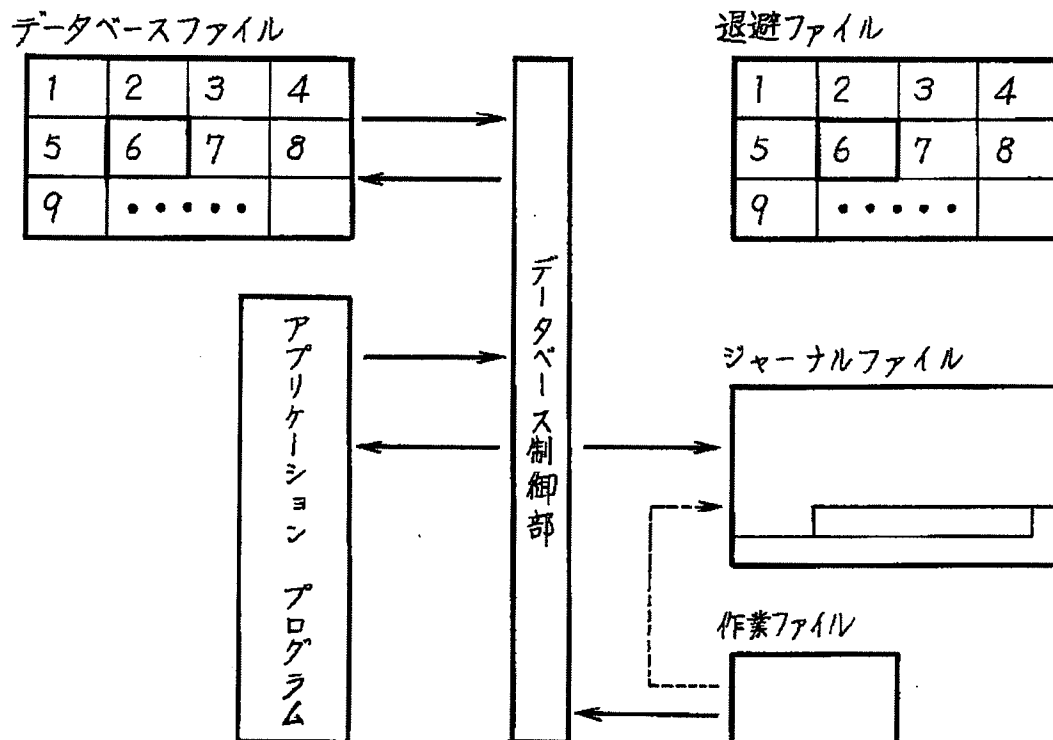 データベースファイル
1 2 3 4
5 6 7 8
9 ・・・・・
退避ファイル
1 2 3 4
5 6 7 8
9 ・・・・・
データベース制御部
アプリケーション プログラム
ジャーナルファイル
作業ファイル